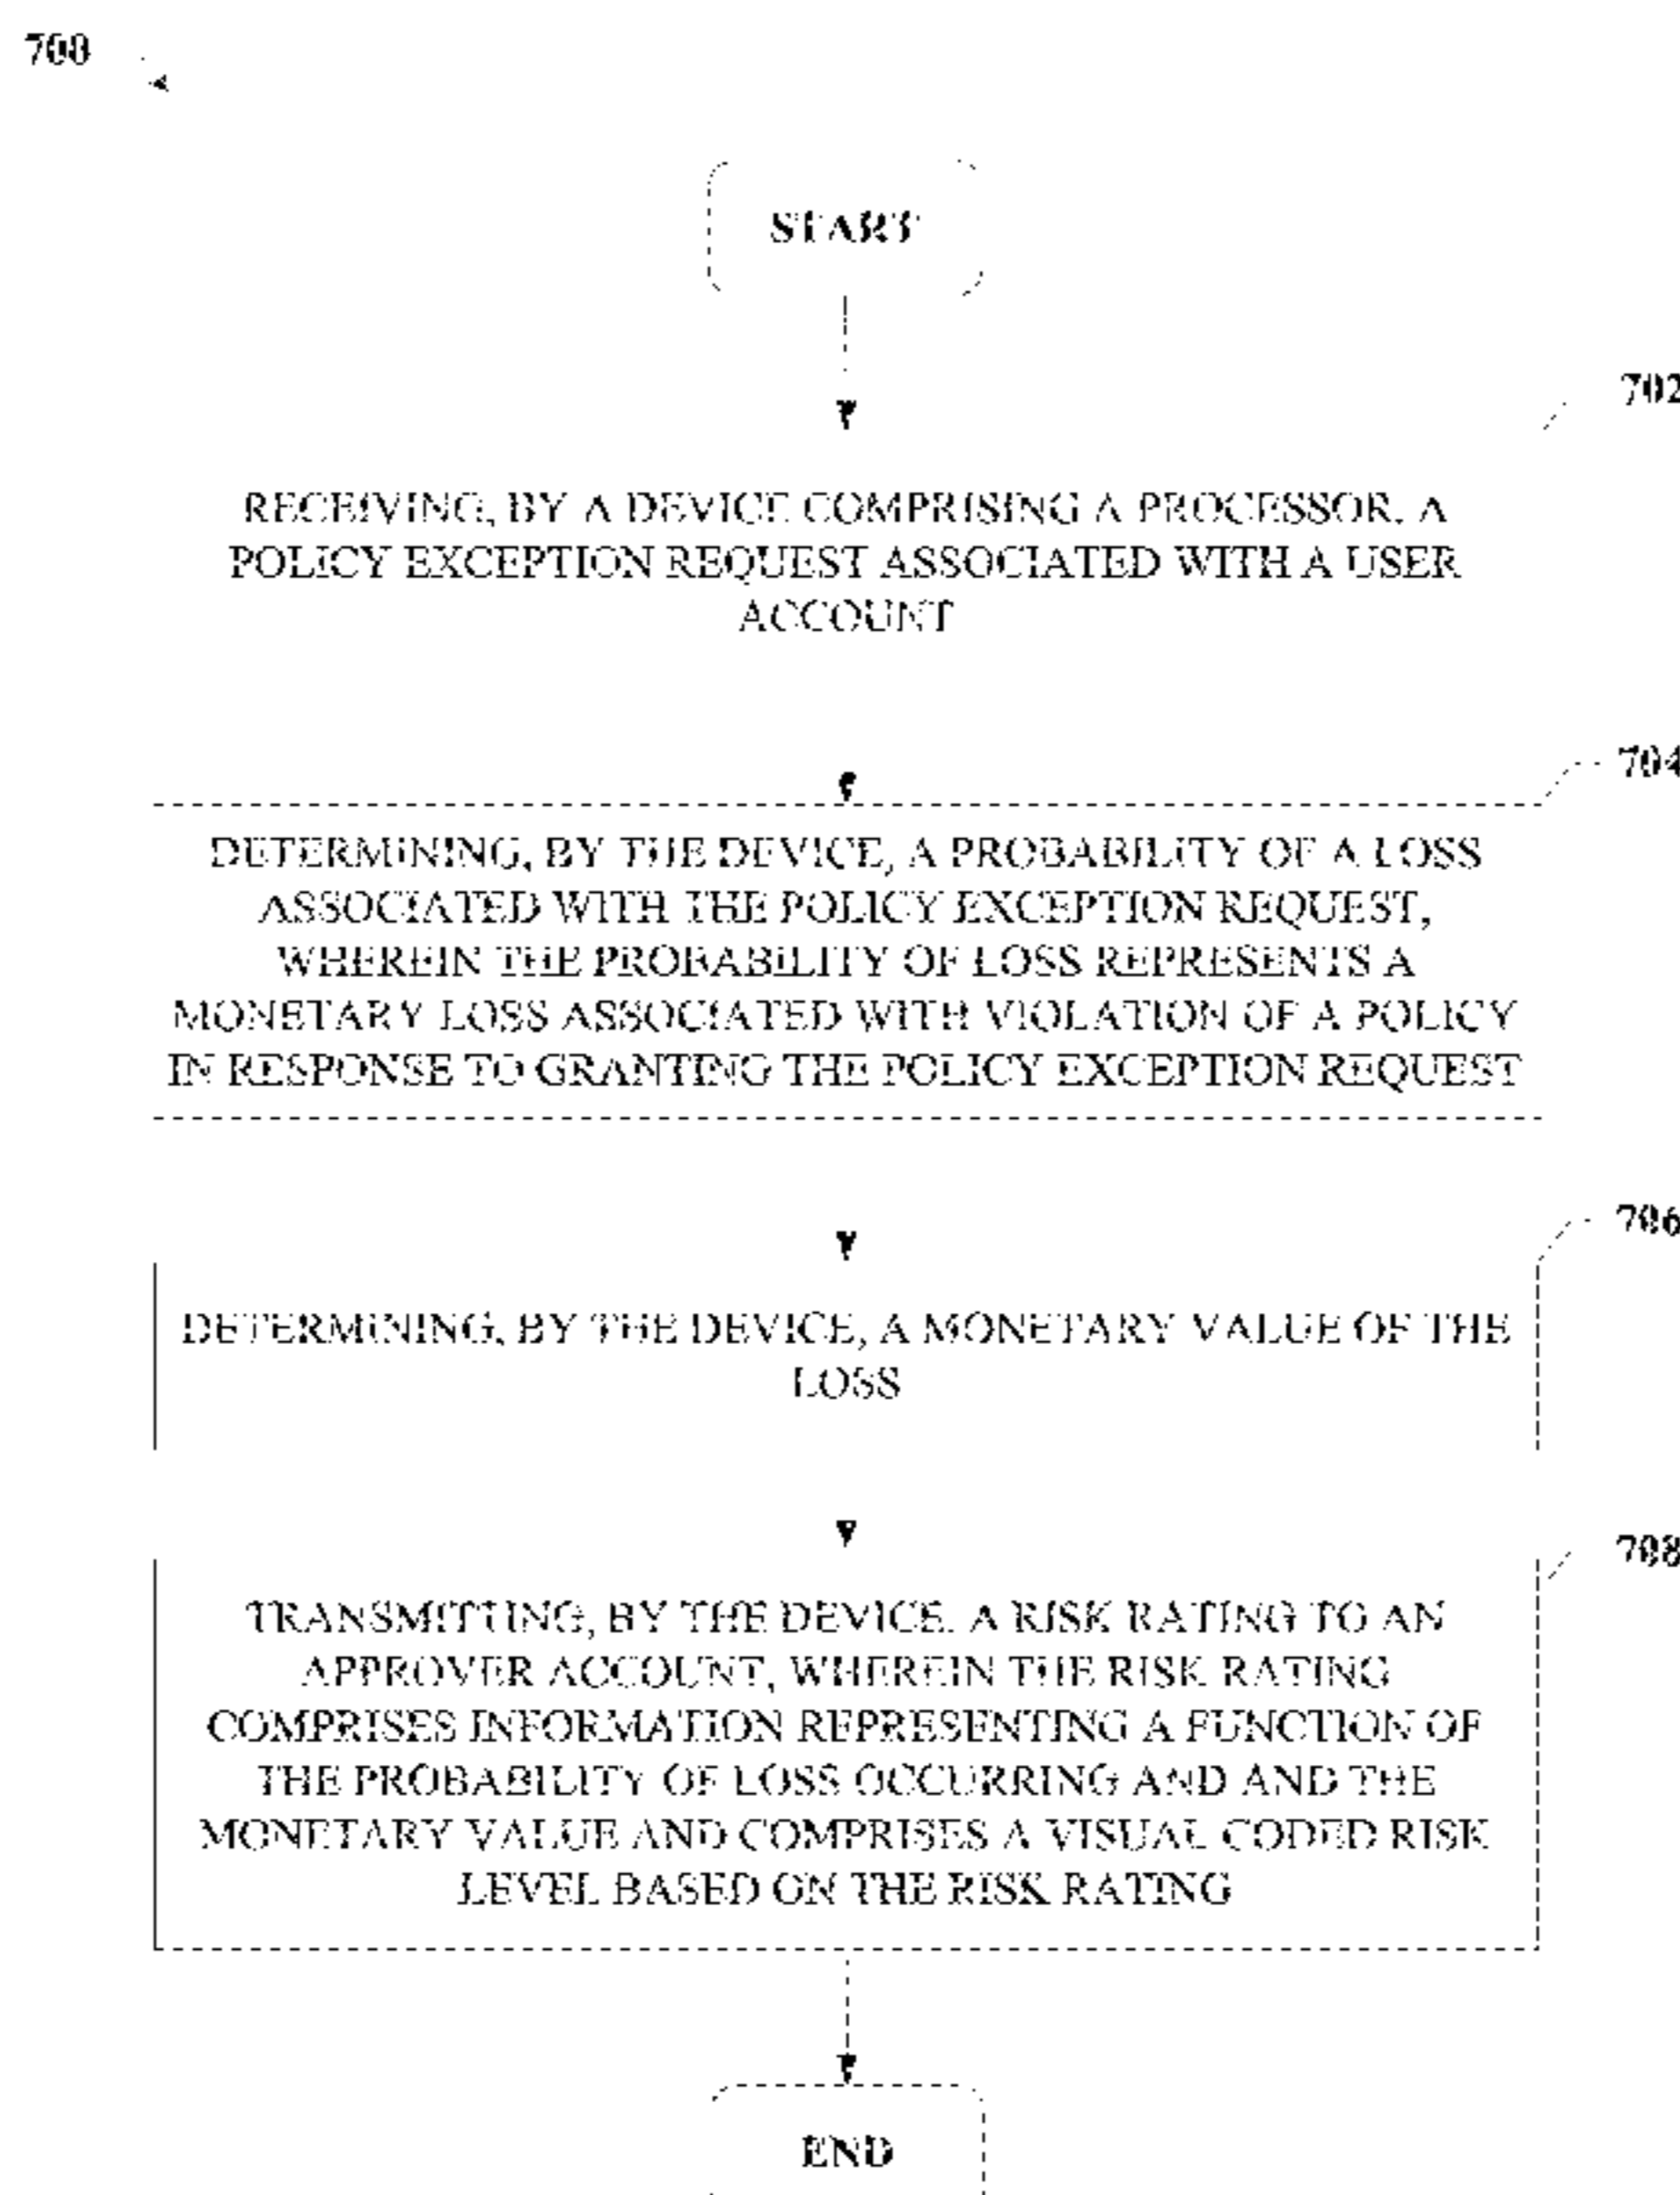 700
START
702
RECEIVING, BY A DEVICE COMPRISING A PROCESSOR, A
POLICY EXCEPTION REQUEST ASSOCIATED WITH A USER
ACCOUNT
704
DETERMINING, BY THE DEVICE, A PROBABILITY OF A LOSS
ASSOCIATED WITH THE POLICY EXCEPTION REQUEST,
WHEREIN THE PROBABILITY OF LOSS REPRESENTS A
MONETARY LOSS ASSOCIATED WITH VIOLATION OF A POLICY
IN RESPONSE TO GRANTING THE POLICY EXCEPTION REQUEST
706
DETERMINING, BY THE DEVICE, A MONETARY VALUE OF THE
LOSS
708
TRANSMITTING, BY THE DEVICE, A RISK RATING TO AN
APPROVER ACCOUNT, WHEREIN THE RISK RATING
COMPRISES INFORMATION REPRESENTING A FUNCTION OF
THE PROBABILITY OF LOSS OCCURRING AND AND THE
MONETARY VALUE AND COMPRISES A VISUAL CODED RISK
LEVEL BASED ON THE RISK RATING
END